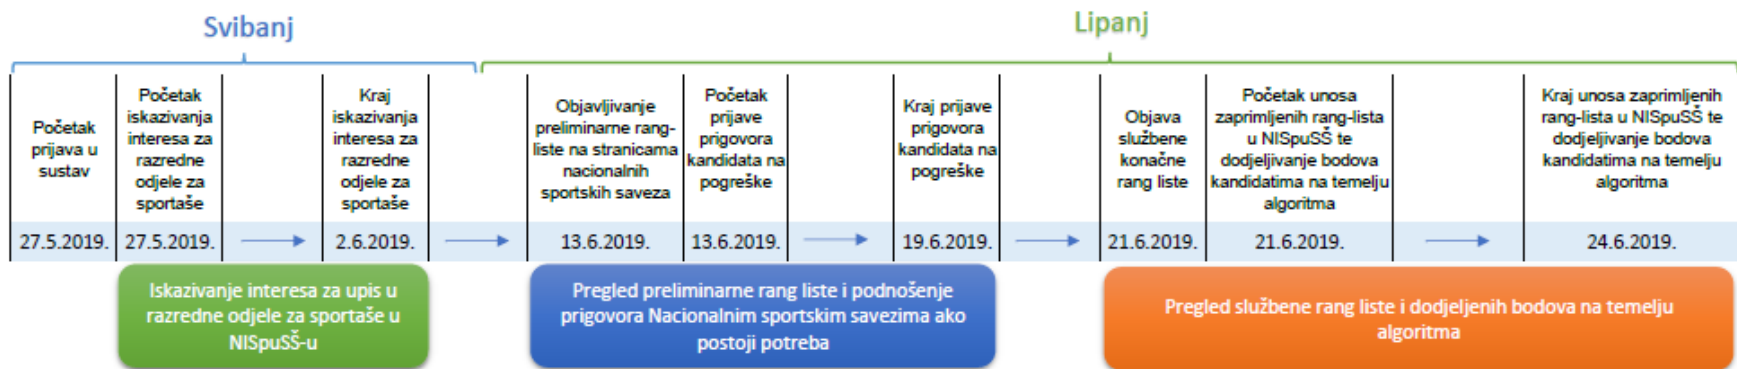 Svibanj
Lipanj
Početak
prijava u
sustav
Početak
iskazivanja
interesa za
razredne
odjele za
sportaše
Kraj
iskazivanja
interesa za
razredne
odjele za
sportaše
Objavljivanje
preliminarne rang-
liste na stranicama
nacionalnih
sportskih saveza
Početak
prijave
prigovora
kandidata na
pogreške
Kraj prijave
prigovora
kandidata na
pogreške
Objava
službene
konačne
rang liste
Početak unosa
zaprimljenih rang-lista
u NISpuSŠ te
dodjeljivanje bodova
kandidatima na temelju
algoritma
Kraj unosa zaprimljenih
rang-lista u NISpuSŠ te
dodjeljivanje bodova
kandidatima na temelju
algoritma
27.5.2019.
27.5.2019.
2.6.2019.
13.6.2019.
13.6.2019.
19.6.2019.
21.6.2019.
21.6.2019.
24.6.2019.
Iskazivanje interesa za upis u
razredne odjele za sportaše u
NISpuSŠ-u
Pregled preliminarne rang liste i podnošenje
prigovora Nacionalnim sportskim savezima ako
postoji potreba
Pregled službene rang liste i dodjeljenih bodova na temelju
algoritma